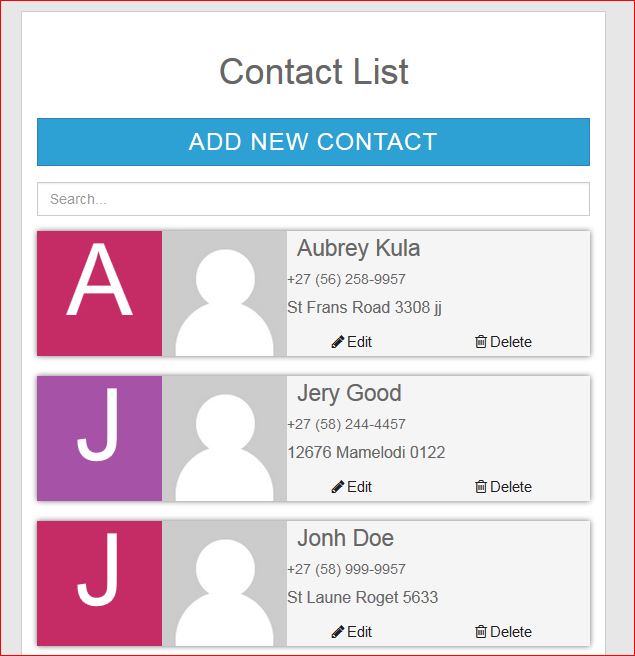 Contact List
ADD NEW CONTACT
Search...
A
Aubrey Kula
+27 (56) 258-9957
St Frans Road 3308 jj
Edit Delete
J
Jery Good
+27 (58) 244-4457
12676 Mamelodi 0122
Edit Delete
J
Jonh Doe
+27 (58) 999-9957
St Laune Roget 5633
Edit Delete